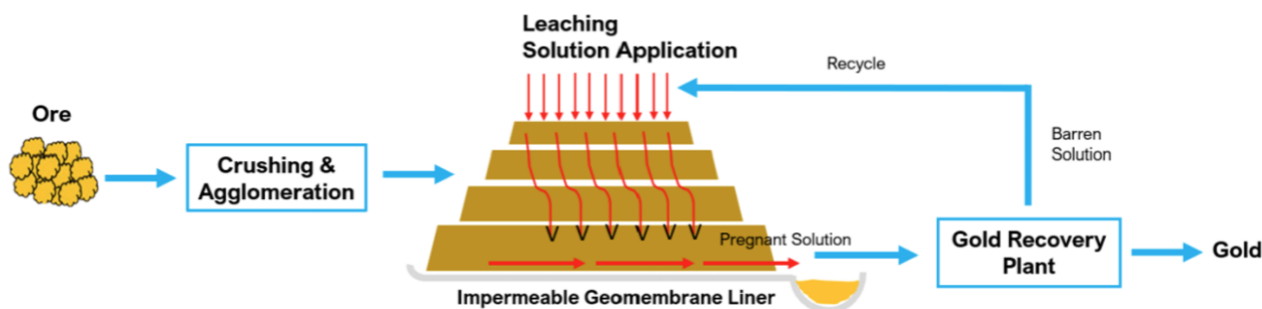 Leaching
Solution Application
Recycle
Ore
Barren
Solution
Crushing &
Agglomeration
Pregnant Solution
Gold Recovery
Plant
Gold
Impermeable Geomembrane Liner